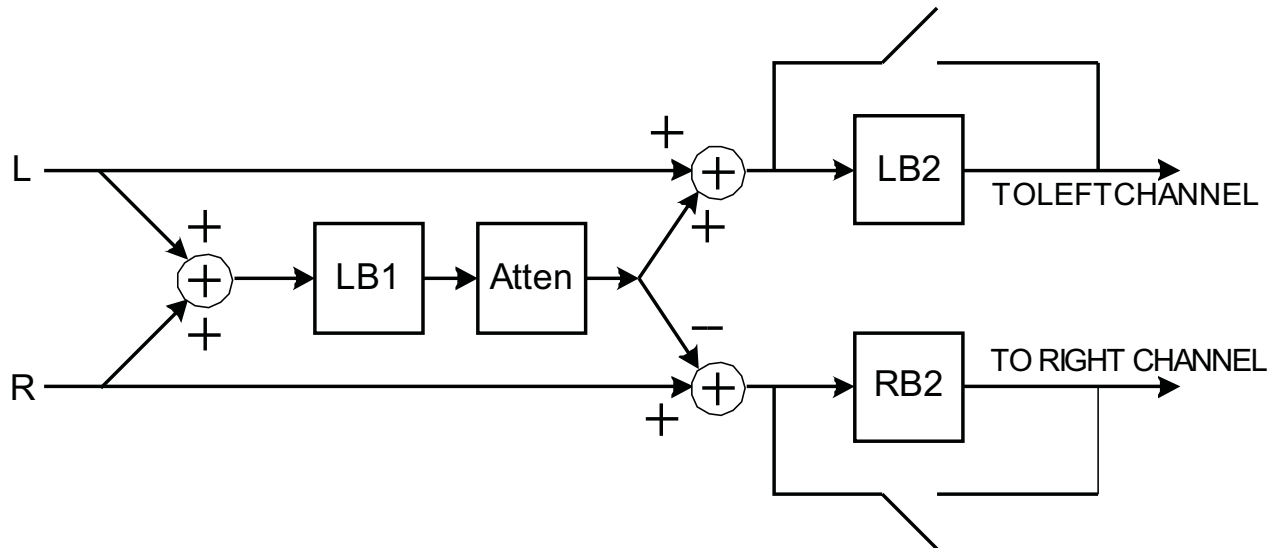 +
L
+
LB2
TOLEFTCHANNEL
+
+
+
LB1
Atten
+
−
TO RIGHT CHANNEL
R
+
+
RB2